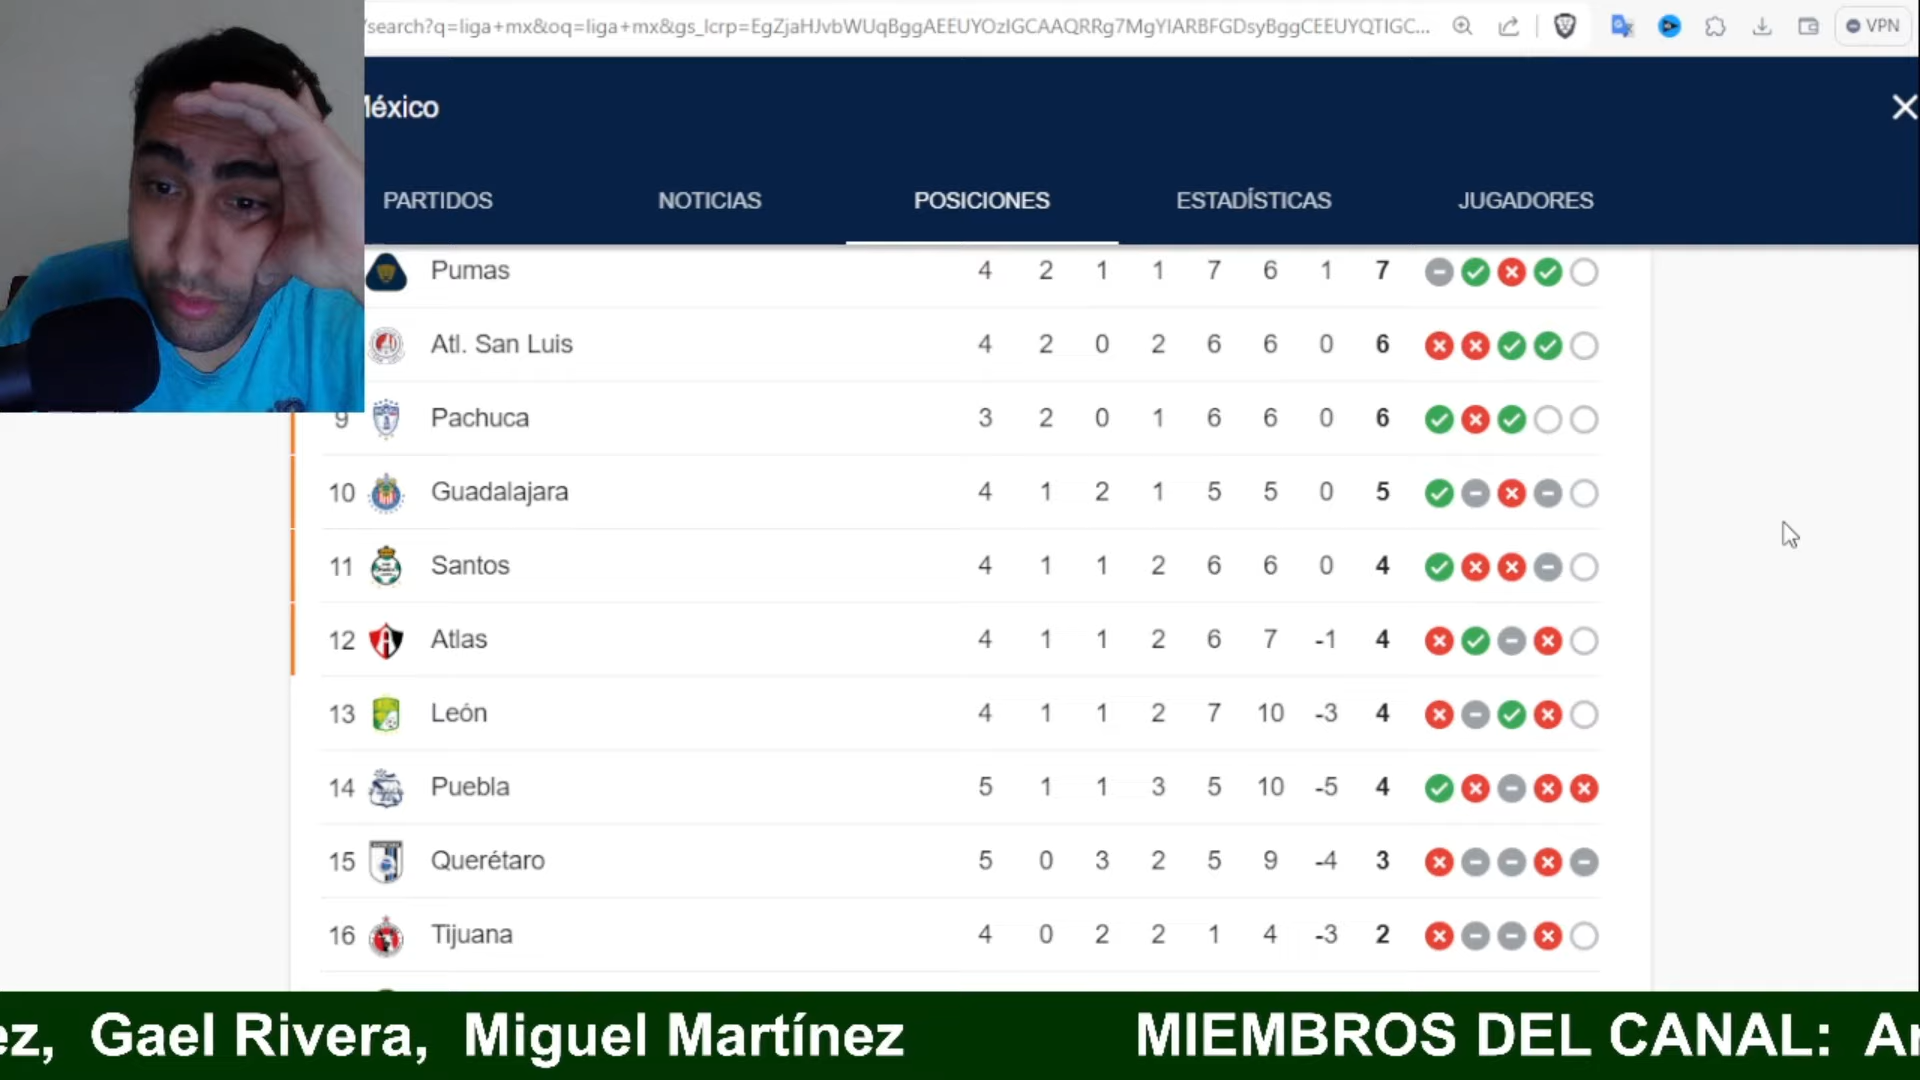 /search?q=liga+mx&oq=liga+mx&gs_lcrp=EgZjaHJvbWUqBggAEEUYOzIGCAAQRRg7MgYIARBFGDsyBggCEEUYQTIGC...
VPN
México
PARTIDOS NOTICIAS POSICIONES ESTADÍSTICAS JUGADORES
Pumas 4 2 1 1 7 6 1 7
Atl. San Luis 4 2 0 2 6 6 0 6
9 Pachuca 3 2 0 1 6 6 0 6
10 Guadalajara 4 1 2 1 5 5 0 5
11 Santos 4 1 1 2 6 6 0 4
12 Atlas 4 1 1 2 6 7 -1 4
13 León 4 1 1 2 7 10 -3 4
14 Puebla 5 1 1 3 5 10 -5 4
15 Querétaro 5 0 3 2 5 9 -4 3
16 Tijuana 4 0 2 2 1 4 -3 2
ez, Gael Rivera, Miguel Martínez MIEMBROS DEL CANAL: